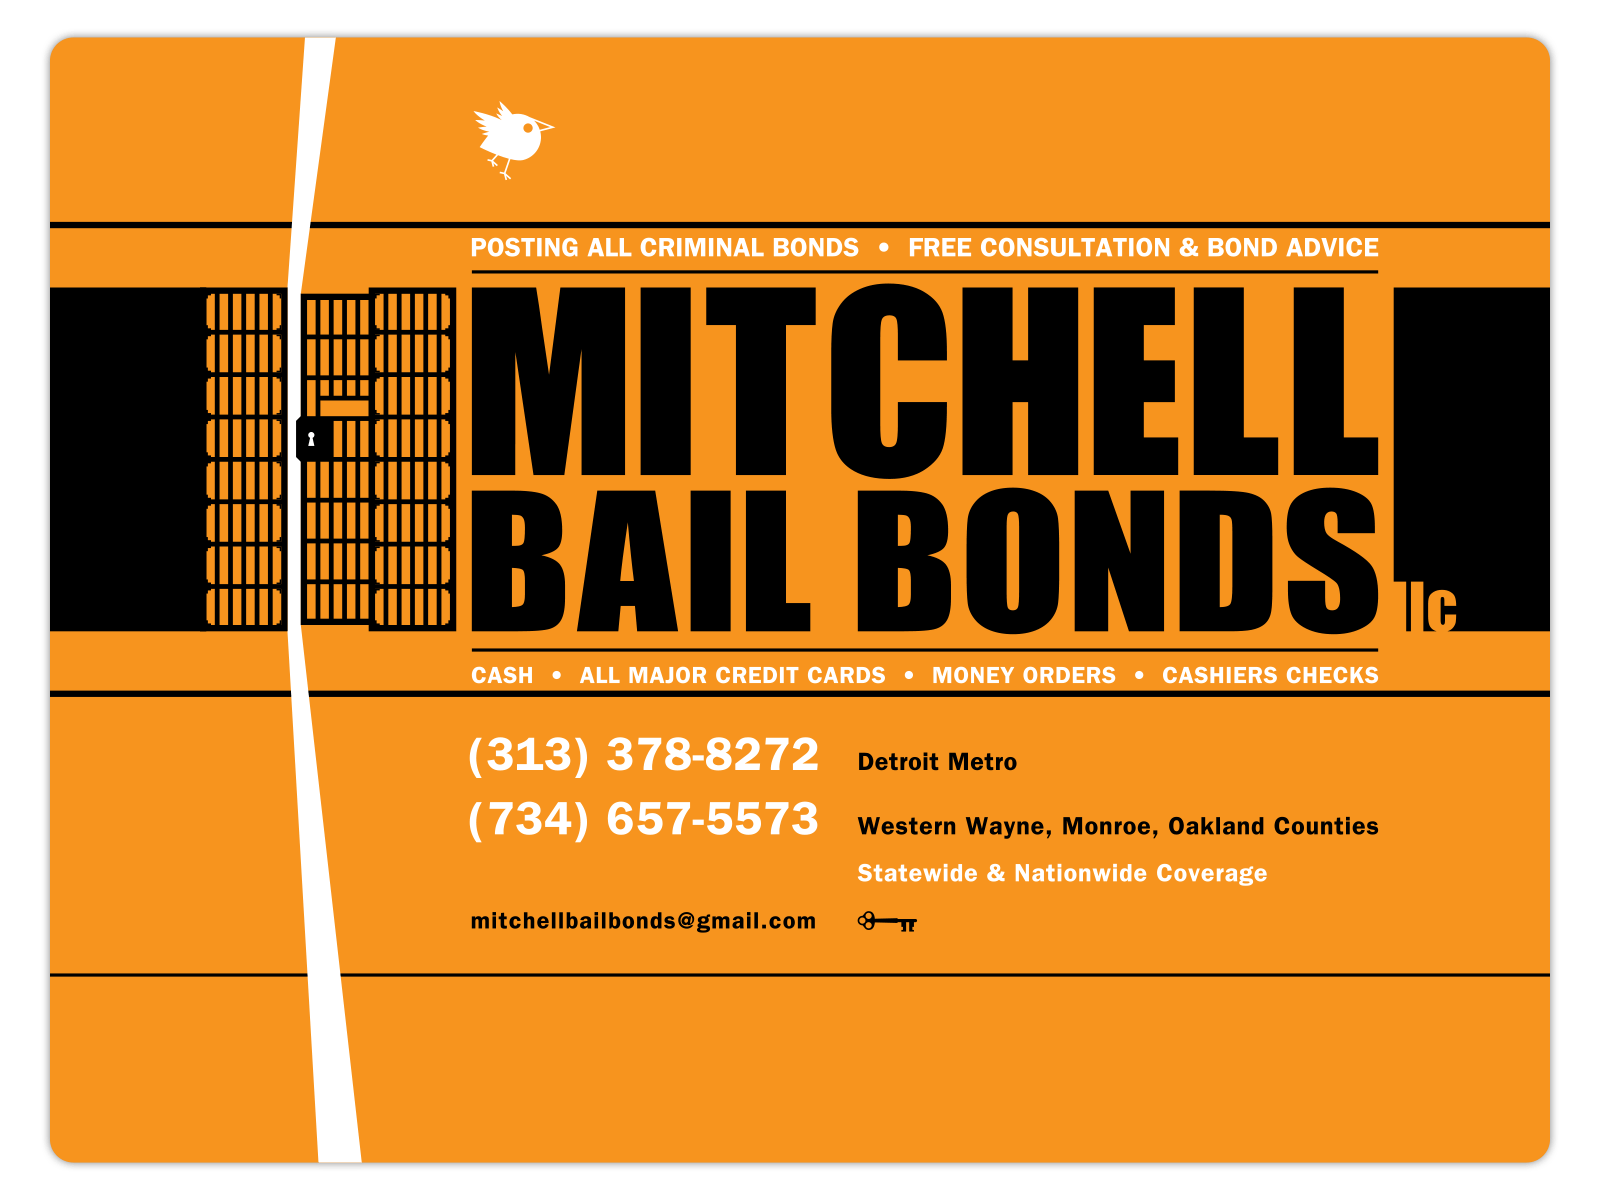 POSTING ALL CRIMINAL BONDS • FREE CONSULTATION & BOND ADVICE
MITCHELL
BAIL BONDS llc
CASH • ALL MAJOR CREDIT CARDS • MONEY ORDERS • CASHIERS CHECKS
(313) 378-8272 Detroit Metro
(734) 657-5573 Western Wayne, Monroe, Oakland Counties
Statewide & Nationwide Coverage
mitchellbailbonds@gmail.com